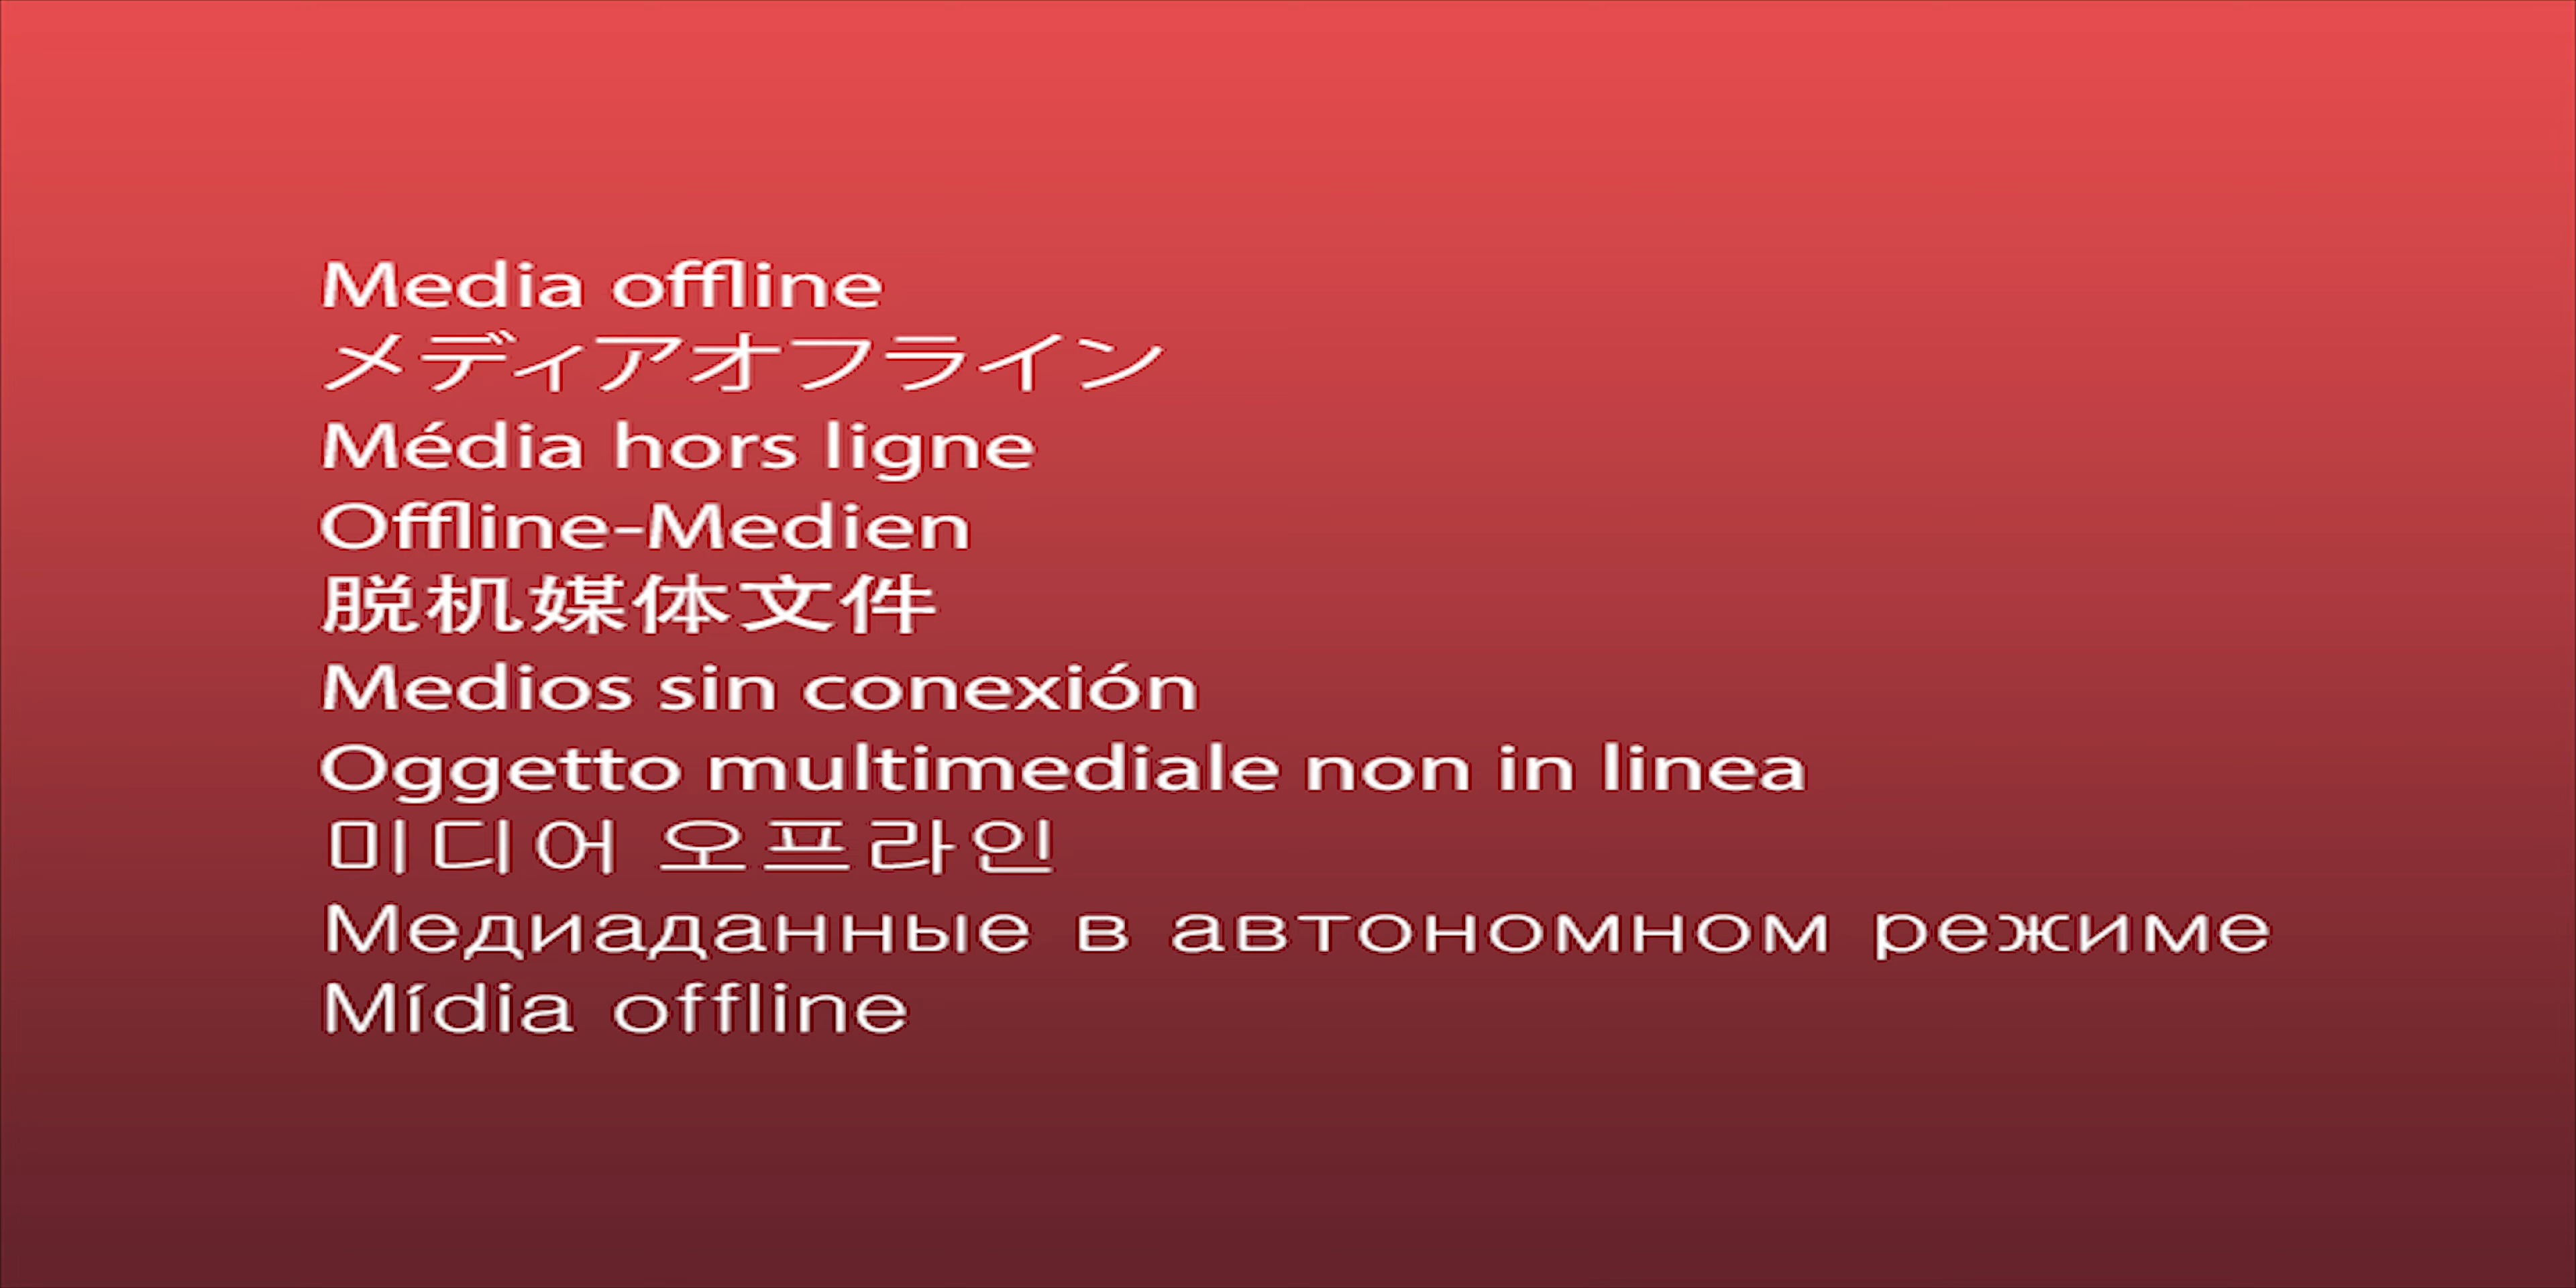 Media offline
メディアオフライン
Média hors ligne
Offline-Medien
脱机媒体文件
Medios sin conexión
Oggetto multimediale non in linea
미디어 오프라인
Медиаданные в автономном режиме
Mídia offline